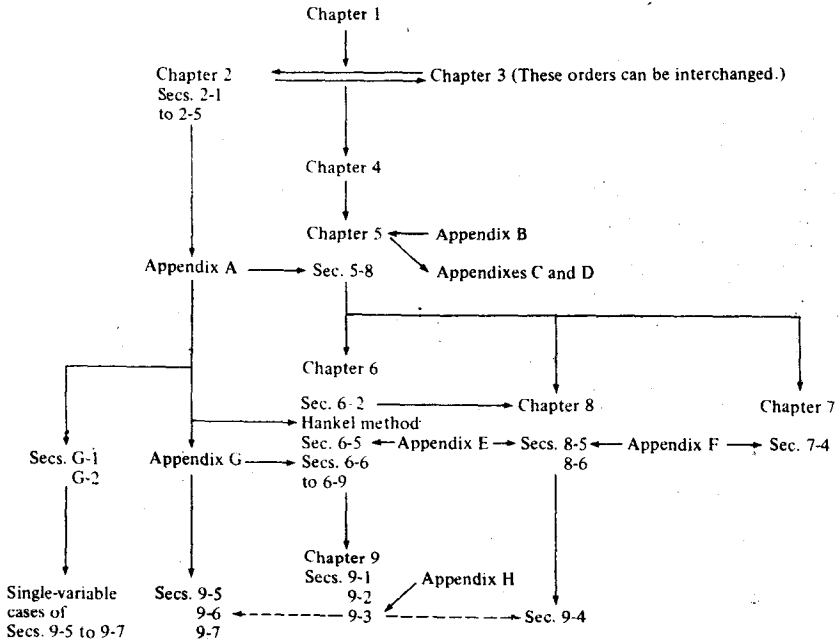 Chapter 1
Chapter 2
Secs. 2-1
to 2-5
Chapter 3 (These orders can be interchanged.)
Chapter 4
Chapter 5
Appendix B
Appendix A
Sec. 5-8
Appendixes C and D
Chapter 6
Sec. 6-2
Chapter 8
Chapter 7
Hankel method
Sec. 6-5
Appendix E
Secs. 8-5
8-6
Appendix F
Sec. 7-4
Secs. G-1
G-2
Appendix G
Secs. 6-6
to 6-9
Chapter 9
Secs. 9-1
9-2
9-3
Appendix H
Single-variable
cases of
Secs. 9-5 to 9-7
Secs. 9-5
9-6
9-7
Sec. 9-4